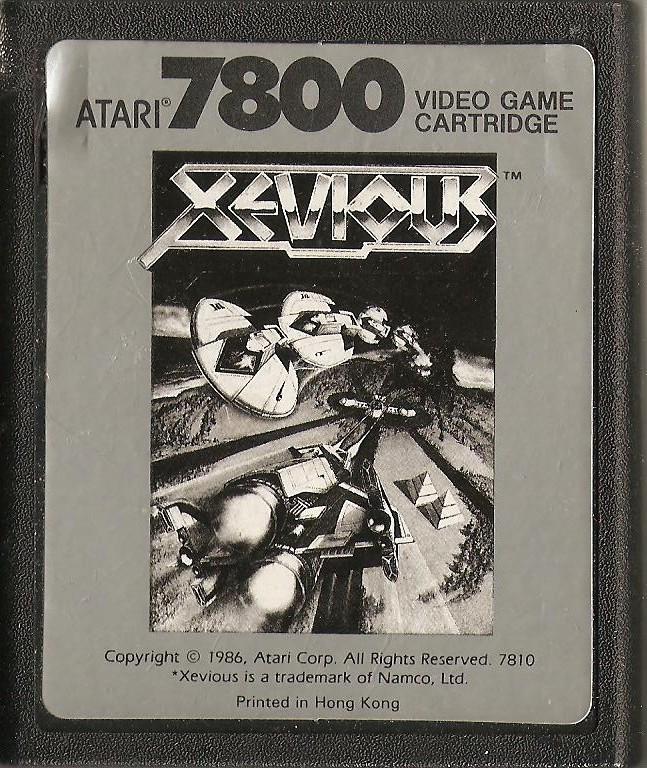 ATARI® 7800 VIDEO GAME
CARTRIDGE
XEVIOUS™
Copyright © 1986, Atari Corp. All Rights Reserved. 7810
*Xevious is a trademark of Namco, Ltd.
Printed in Hong Kong